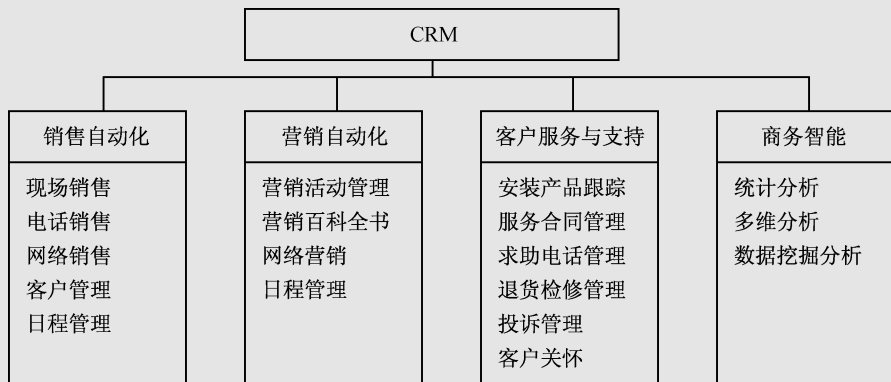 CRM
销售自动化
现场销售
电话销售
网络销售
客户管理
日程管理
营销自动化
营销活动管理
营销百科全书
网络营销
日程管理
客户服务与支持
安装产品跟踪
服务合同管理
求助电话管理
退货检修管理
投诉管理
客户关怀
商务智能
统计分析
多维分析
数据挖掘分析